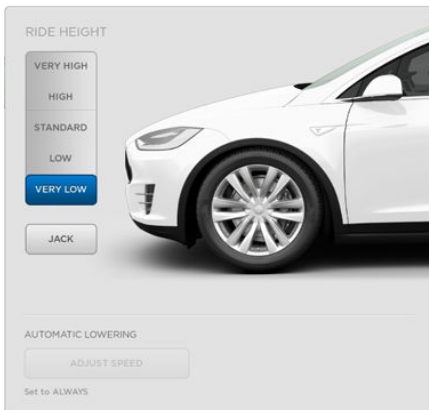 RIDE HEIGHT
VERY HIGH
HIGH
STANDARD
LOW
VERY LOW
JACK
AUTOMATIC LOWERING
ADJUST SPEED
Set to ALWAYS